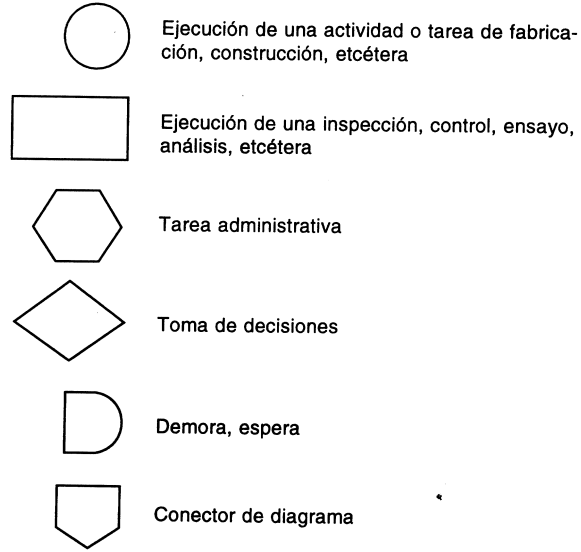 Ejecución de una actividad o tarea de fabrica-
ción, construcción, etcétera
Ejecución de una inspección, control, ensayo,
análisis, etcétera
Tarea administrativa
Toma de decisiones
Demora, espera
Conector de diagrama